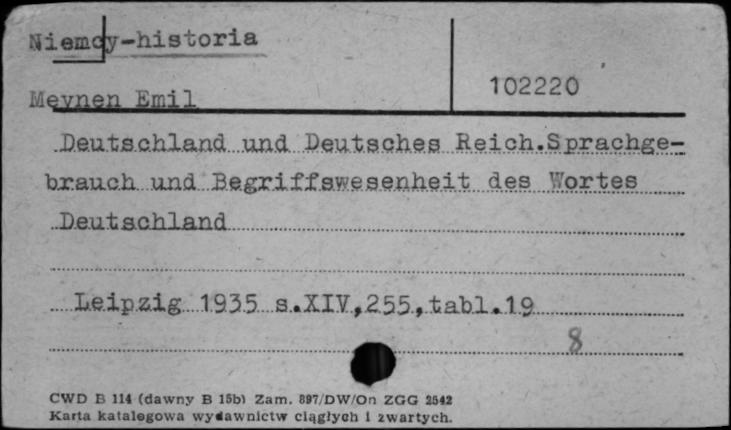 Niemcy-historia
102220
Meynen Emil
Deutschland und Deutsches Reich.Sprachge-
brauch und Begriffswesenheit des Wortes
Deutschland
Leipzig 1935 s.XIV,255,tabl.19
8
CWD B 114 (dawny B 15b) Zam. 897/DW/On ZGG 2542
Karta katalogowa wydawnictw ciągłych i zwartych.